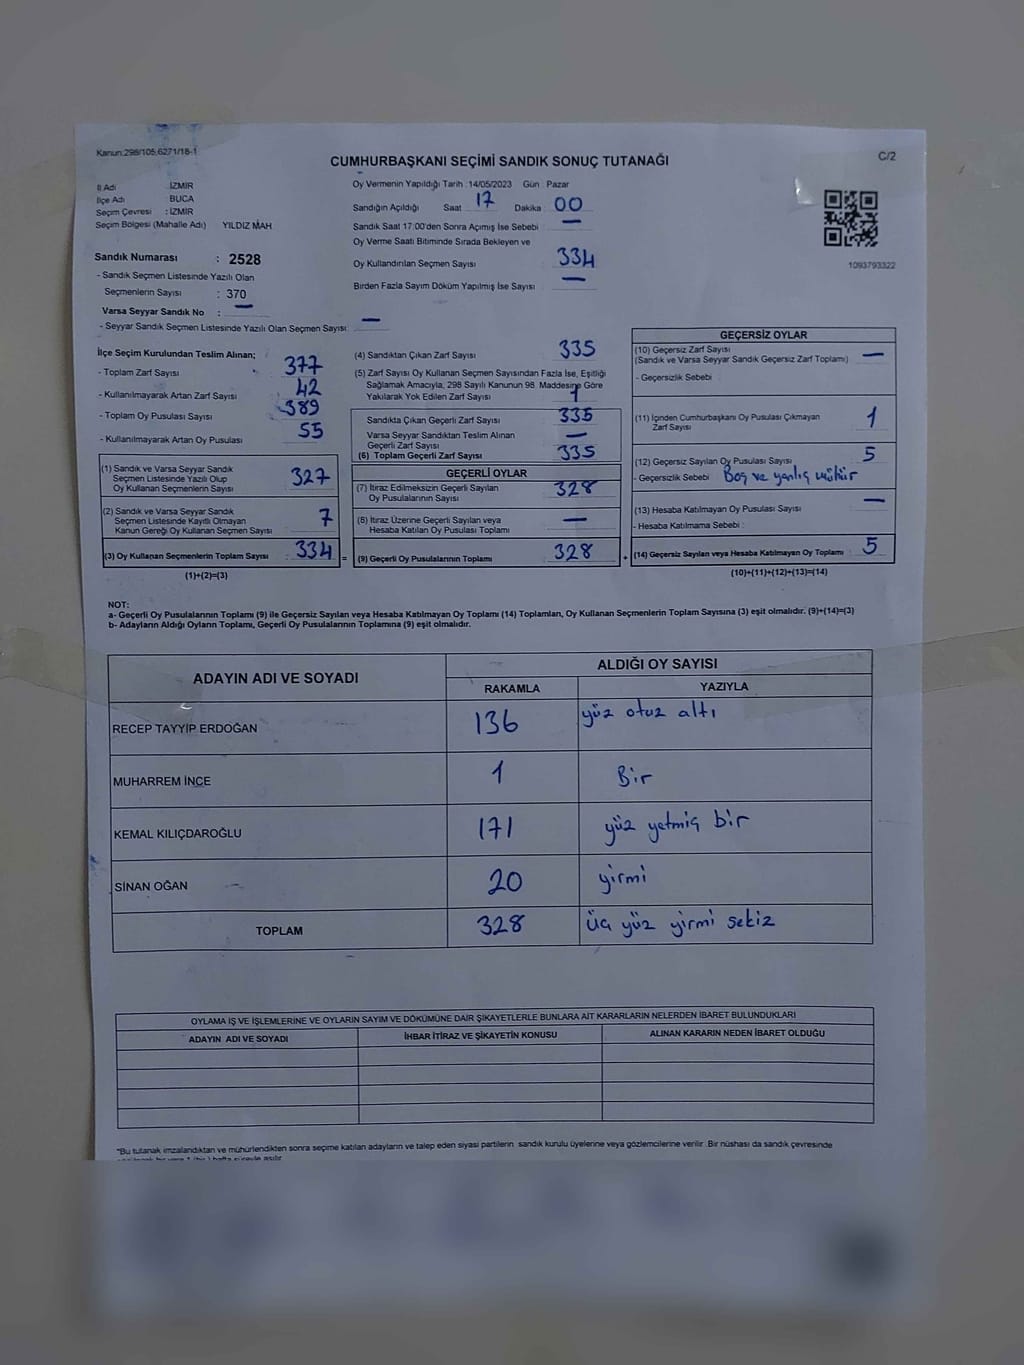 Kanun:298/105,6271/18-1
C/2
CUMHURBAŞKANI SEÇİMİ SANDIK SONUÇ TUTANAĞI
İl Adı : İZMİR
İlçe Adı : BUCA
Seçim Çevresi : İZMİR
Seçim Bölgesi (Mahalle Adı) YILDIZ MAH
Sandık Numarası : 2528
- Sandık Seçmen Listesinde Yazılı Olan
Seçmenlerin Sayısı : 370
Varsa Seyyar Sandık No : —
- Seyyar Sandık Seçmen Listesinde Yazılı Olan Seçmen Sayısı: —
Oy Vermenin Yapıldığı Tarih : 14/05/2023 Gün : Pazar
Sandığın Açıldığı Saat 17 Dakika 00
Sandık Saat 17:00'den Sonra Açımış İse Sebebi —
Oy Verme Saati Bitiminde Sırada Bekleyen ve
Oy Kullandırılan Seçmen Sayısı 334
Birden Fazla Sayım Döküm Yapılmış İse Sayısı —
1093793322
İlçe Seçim Kurulundan Teslim Alınan;
- Toplam Zarf Sayısı 377
- Kullanılmayarak Artan Zarf Sayısı 42
- Toplam Oy Pusulası Sayısı 389
- Kullanılmayarak Artan Oy Pusulası 55
(1) Sandık ve Varsa Seyyar Sandık
Seçmen Listesinde Yazılı Olup
Oy Kullanan Seçmenlerin Sayısı 327
(2) Sandık ve Varsa Seyyar Sandık
Seçmen Listesinde Kayıtlı Olmayan
Kanun Gereği Oy Kullanan Seçmen Sayısı 7
(3) Oy Kullanan Seçmenlerin Toplam Sayısı : 334 =
(1)+(2)=(3)
(4) Sandıktan Çıkan Zarf Sayısı 335
(5) Zarf Sayısı Oy Kullanan Seçmen Sayısından Fazla İse, Eşitliği
Sağlamak Amacıyla, 298 Sayılı Kanunun 98. Maddesine Göre
Yakılarak Yok Edilen Zarf Sayısı 1
Sandıkta Çıkan Geçerli Zarf Sayısı 335
Varsa Seyyar Sandıktan Teslim Alınan
Geçerli Zarf Sayısı —
(6) Toplam Geçerli Zarf Sayısı 335
GEÇERLİ OYLAR
(7) İtiraz Edilmeksizin Geçerli Sayılan
Oy Pusulalarının Sayısı 328
(8) İtiraz Üzerine Geçerli Sayılan veya
Hesaba Katılan Oy Pusulası Toplamı —
(9) Geçerli Oy Pusulalarının Toplamı 328 +
GEÇERSİZ OYLAR
(10) Geçersiz Zarf Sayısı
(Sandık ve Varsa Seyyar Sandık Geçersiz Zarf Toplamı) —
- Geçersizlik Sebebi
(11) İçinden Cumhurbaşkanı Oy Pusulası Çıkmayan
Zarf Sayısı 1
(12) Geçersiz Sayılan Oy Pusulası Sayısı 5
- Geçersizlik Sebebi Boş ve yanlış mühür
(13) Hesaba Katılmayan Oy Pusulası Sayısı —
- Hesaba Katılmama Sebebi :
(14) Geçersiz Sayılan veya Hesaba Katılmayan Oy Toplamı 5
(10)+(11)+(12)+(13)=(14)
NOT:
a- Geçerli Oy Pusulalarının Toplamı (9) ile Geçersiz Sayılan veya Hesaba Katılmayan Oy Toplamı (14) Toplamları, Oy Kullanan Seçmenlerin Toplam Sayısına (3) eşit olmalıdır. (9)+(14)=(3)
b- Adayların Aldığı Oyların Toplamı, Geçerli Oy Pusulalarının Toplamına (9) eşit olmalıdır.
ADAYIN ADI VE SOYADI
ALDIĞI OY SAYISI
RAKAMLA YAZIYLA
RECEP TAYYİP ERDOĞAN 136 yüz otuz altı
MUHARREM İNCE 1 Bir
KEMAL KILIÇDAROĞLU 171 yüz yetmiş bir
SİNAN OĞAN 20 yirmi
TOPLAM 328 üç yüz yirmi sekiz
OYLAMA İŞ VE İŞLEMLERİNE VE OYLARIN SAYIM VE DÖKÜMÜNE DAİR ŞİKAYETLERLE BUNLARA AİT KARARLARIN NELERDEN İBARET BULUNDUKLARI
ADAYIN ADI VE SOYADI İHBAR İTİRAZ VE ŞİKAYETİN KONUSU ALINAN KARARIN NEDEN İBARET OLDUĞU
*Bu tutanak imzalandıktan ve mühürlendikten sonra seçime katılan adayların ve talep eden siyasi partilerin sandık kurulu üyelerine veya gözlemcilerine verilir. Bir nüshası da sandık çevresinde